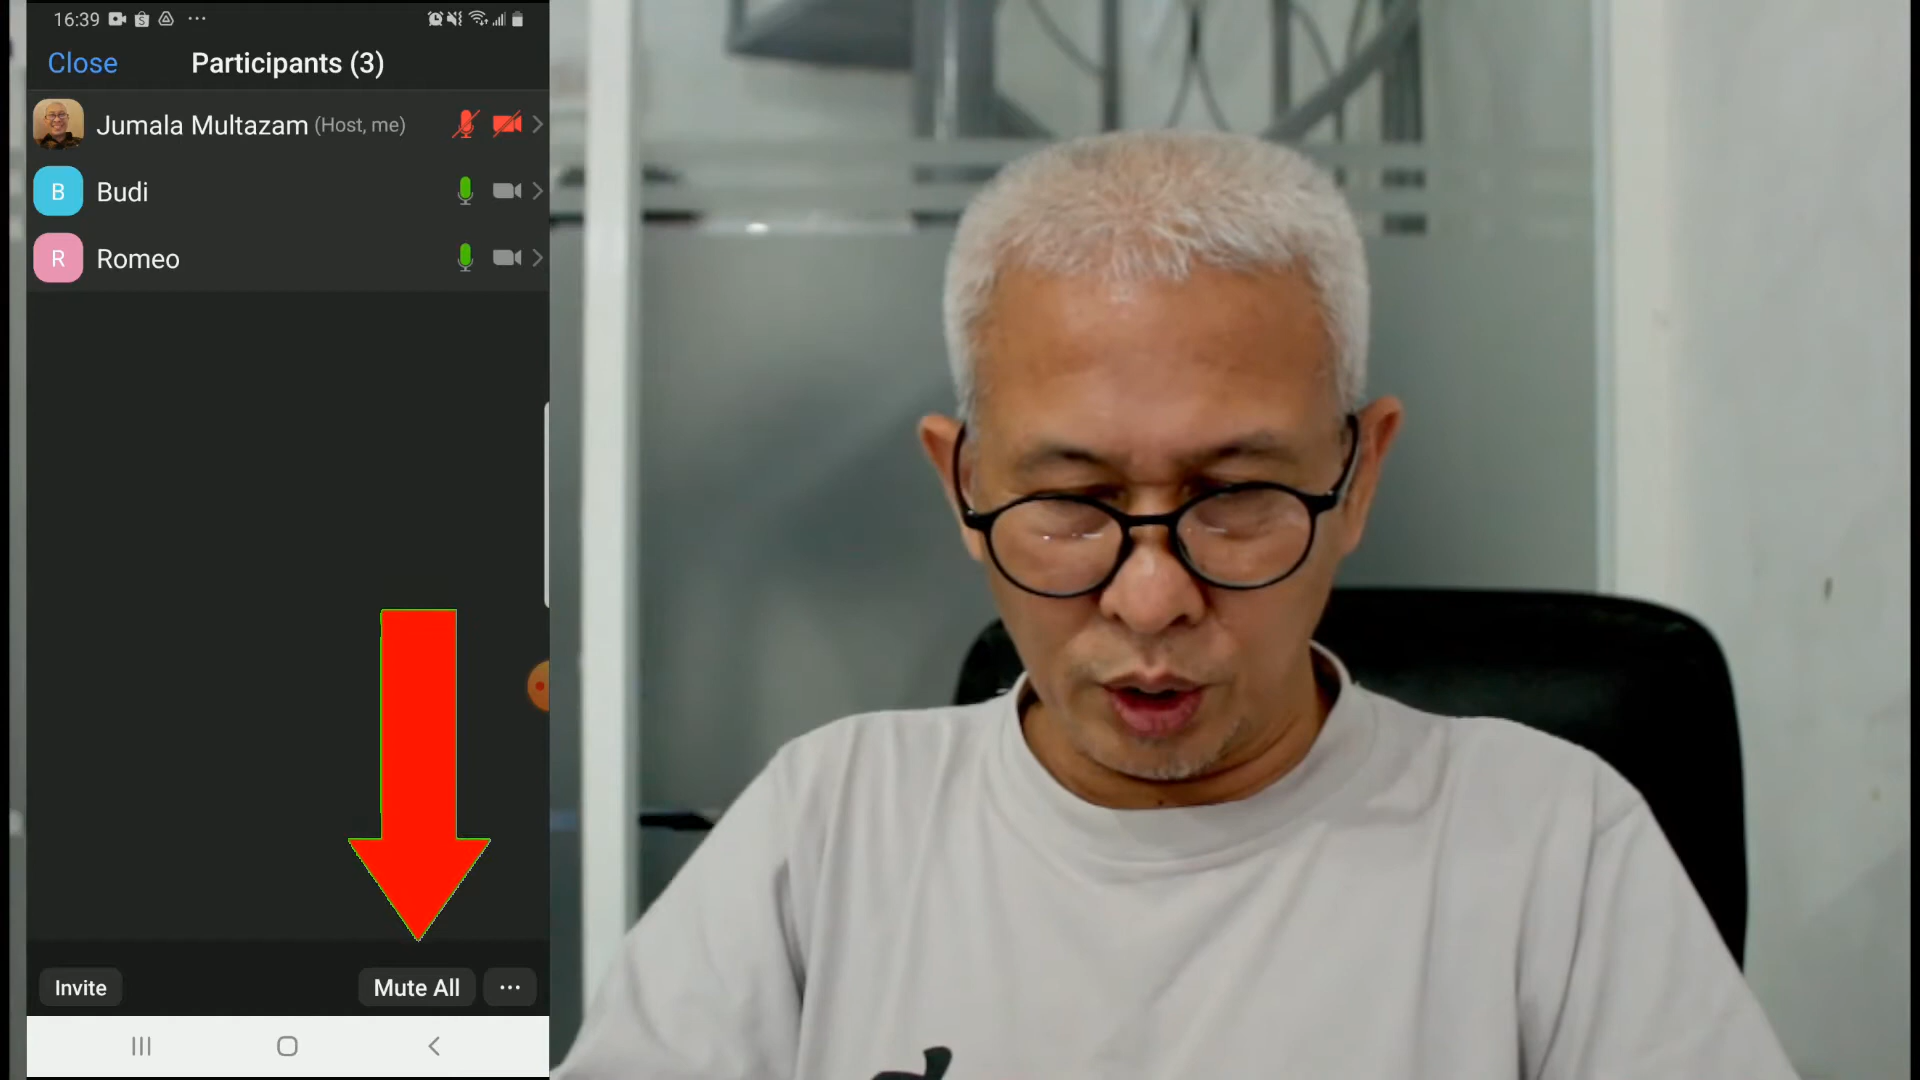 16:39
Close Participants (3)
Jumala Multazam (Host, me)
B Budi
R Romeo
Invite Mute All ...